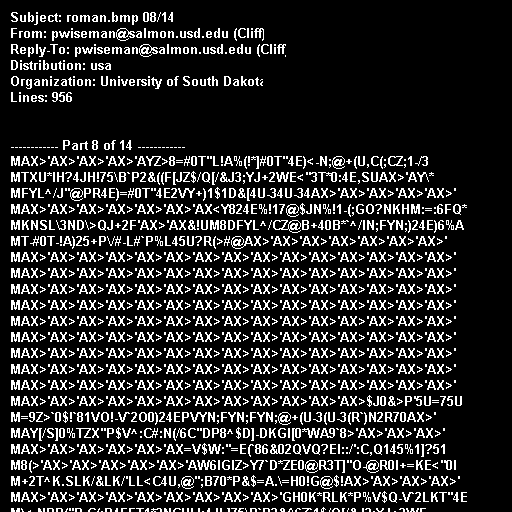 Subject: roman.bmp 08/14
From: pwiseman@salmon.usd.edu (Cliff)
Reply-To: pwiseman@salmon.usd.edu (Cliff
Distribution: usa
Organization: University of South Dakota
Lines: 956
------------ Part 8 of 14 ------------
MAX>'AX>'AX>'AX>'AYZ>8=#0T"L!A%(!*]#0T"4E)<-N;@+(U,C(;CZ;1-/3
MTXU*IH?4JH!75\B`P2&((F[JZ$/Q[/&J3;YJ+2WE<"3T*0:4E,SUAX>'AY\*
MFYL^/J"@PR4E)=#0T"4E2VY+)1$1D&[4U-34U-34AX>'AX>'AX>'AX>'AX>'
MAX>'AX>'AX>'AX>'AX>'AX>'AX<Y824E%!17@$JN%!1-(;GO?NKHM:=:6FQ*
MKNSL\3ND\>QJ+2F'AX>'AX&!UM8DFYL^/CZ@B+40B*`^/IN;FYN;)24E)6%A
MT-#0T-!A)25+P\/#-L#`P%L45U?R(>#@AX>'AX>'AX>'AX>'AX>'AX>'AX>'
MAX>'AX>'AX>'AX>'AX>'AX>'AX>'AX>'AX>'AX>'AX>'AX>'AX>'AX>'AX>'
MAX>'AX>'AX>'AX>'AX>'AX>'AX>'AX>'AX>'AX>'AX>'AX>'AX>'AX>'AX>'
MAX>'AX>'AX>'AX>'AX>'AX>'AX>'AX>'AX>'AX>'AX>'AX>'AX>'AX>'AX>'
MAX>'AX>'AX>'AX>'AX>'AX>'AX>'AX>'AX>'AX>'AX>'AX>'AX>'AX>'AX>'
MAX>'AX>'AX>'AX>'AX>'AX>'AX>'AX>'AX>'AX>'AX>'AX>'AX>'AX>'AX>'
MAX>'AX>'AX>'AX>'AX>'AX>'AX>'AX>'AX>'AX>'AX>'AX>'AX>'AX>'AX>'
MAX>'AX>'AX>'AX>'AX>'AX>'AX>'AX>'AX>'AX>'AX>'AX>'AX>'AX>'AX>'
MAX>'AX>'AX>'AX>'AX>'AX>'AX>'AX>'AX>'AX>'AX>'AX>'AX>'AX>'AX>'
MAX>'AX>'AX>'AX>'AX>'AX>'AX>'AX>'AX>'AX>'AX>'AX>$J0&>P'5U=75U
M=9Z>`0$!`81VO!-V`2O0)24EPVYN;FYN;FYN;@+(U-3(U-3(R`)N2R70AX>'
MAY[/S]0%TZX"P$V^:C#:N(/6C"DP8^$D]-DKGI[0*WA9`8>'AX>'AX>'AX>'
MAX>'AX>'AX>'AX>'AX>'AX=V$W:"=E(`86&02QVQ?EI::/':C,Q145%1]?51
M8(>'AX>'AX>'AX>'AX>'AX>'AW6IGIZ>Y7`D*ZE0@R3T]"O-@R0I+=KE<"0I
M+2T^K.SLK/&LK/'LL<C4U,@";B70*P&$=A.\=H0!G@$!AX>'AX>'AX>'AX>'
MAX>'AX>'AX>'AX>'AX>'AX>'AX>'AX>'AX>'GH0K*RLK*P%V$Q-V`2LKT"4E